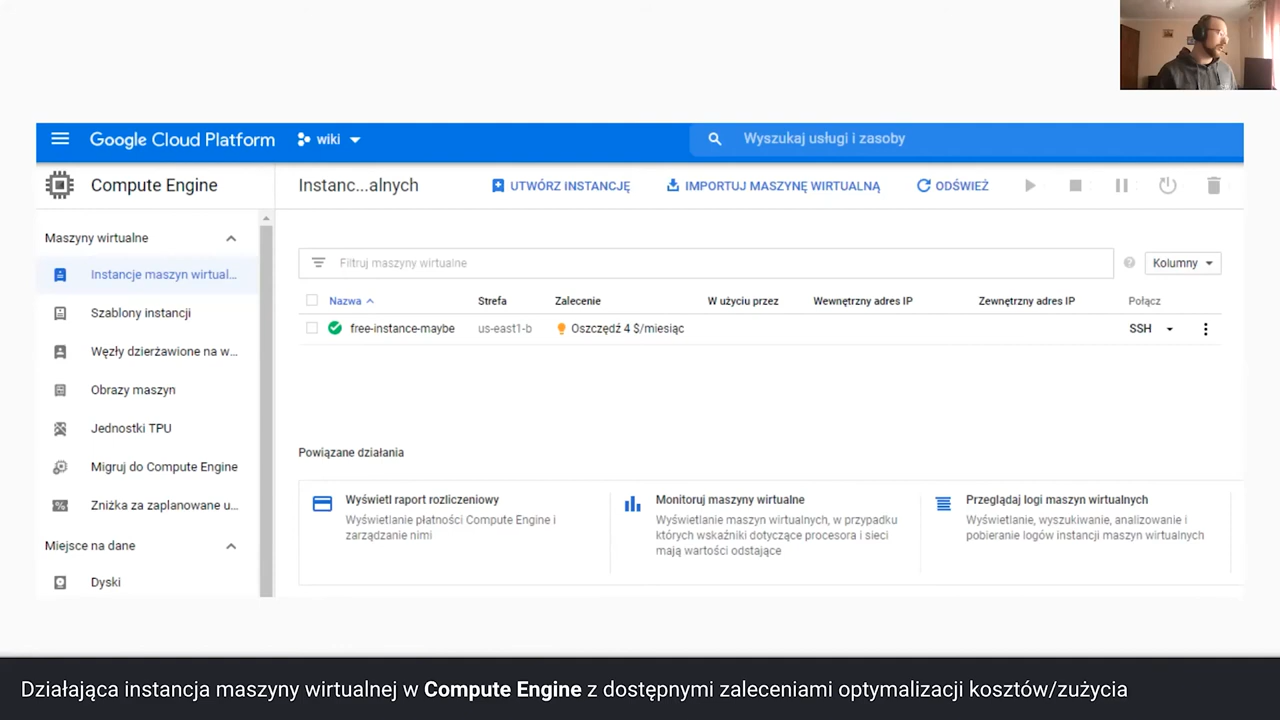 Google Cloud Platform wiki Wyszukaj usługi i zasoby
Compute Engine Instanc...alnych UTWÓRZ INSTANCJĘ IMPORTUJ MASZYNĘ WIRTUALNĄ ODŚWIEŻ
Maszyny wirtualne
Instancje maszyn wirtual...
Szablony instancji
Węzły dzierżawione na w...
Obrazy maszyn
Jednostki TPU
Migruj do Compute Engine
Zniżka za zaplanowane u...
Miejsce na dane
Dyski
Filtruj maszyny wirtualne Kolumny
Nazwa Strefa Zalecenie W użyciu przez Wewnętrzny adres IP Zewnętrzny adres IP Połącz
free-instance-maybe us-east1-b Oszczędź 4 $/miesiąc SSH
Powiązane działania
Wyświetl raport rozliczeniowy
Wyświetlanie płatności Compute Engine i
zarządzanie nimi
Monitoruj maszyny wirtualne
Wyświetlanie maszyn wirtualnych, w przypadku
których wskaźniki dotyczące procesora i sieci
mają wartości odstające
Przeglądaj logi maszyn wirtualnych
Wyświetlanie, wyszukiwanie, analizowanie i
pobieranie logów instancji maszyn wirtualnych
Działająca instancja maszyny wirtualnej w Compute Engine z dostępnymi zaleceniami optymalizacji kosztów/zużycia